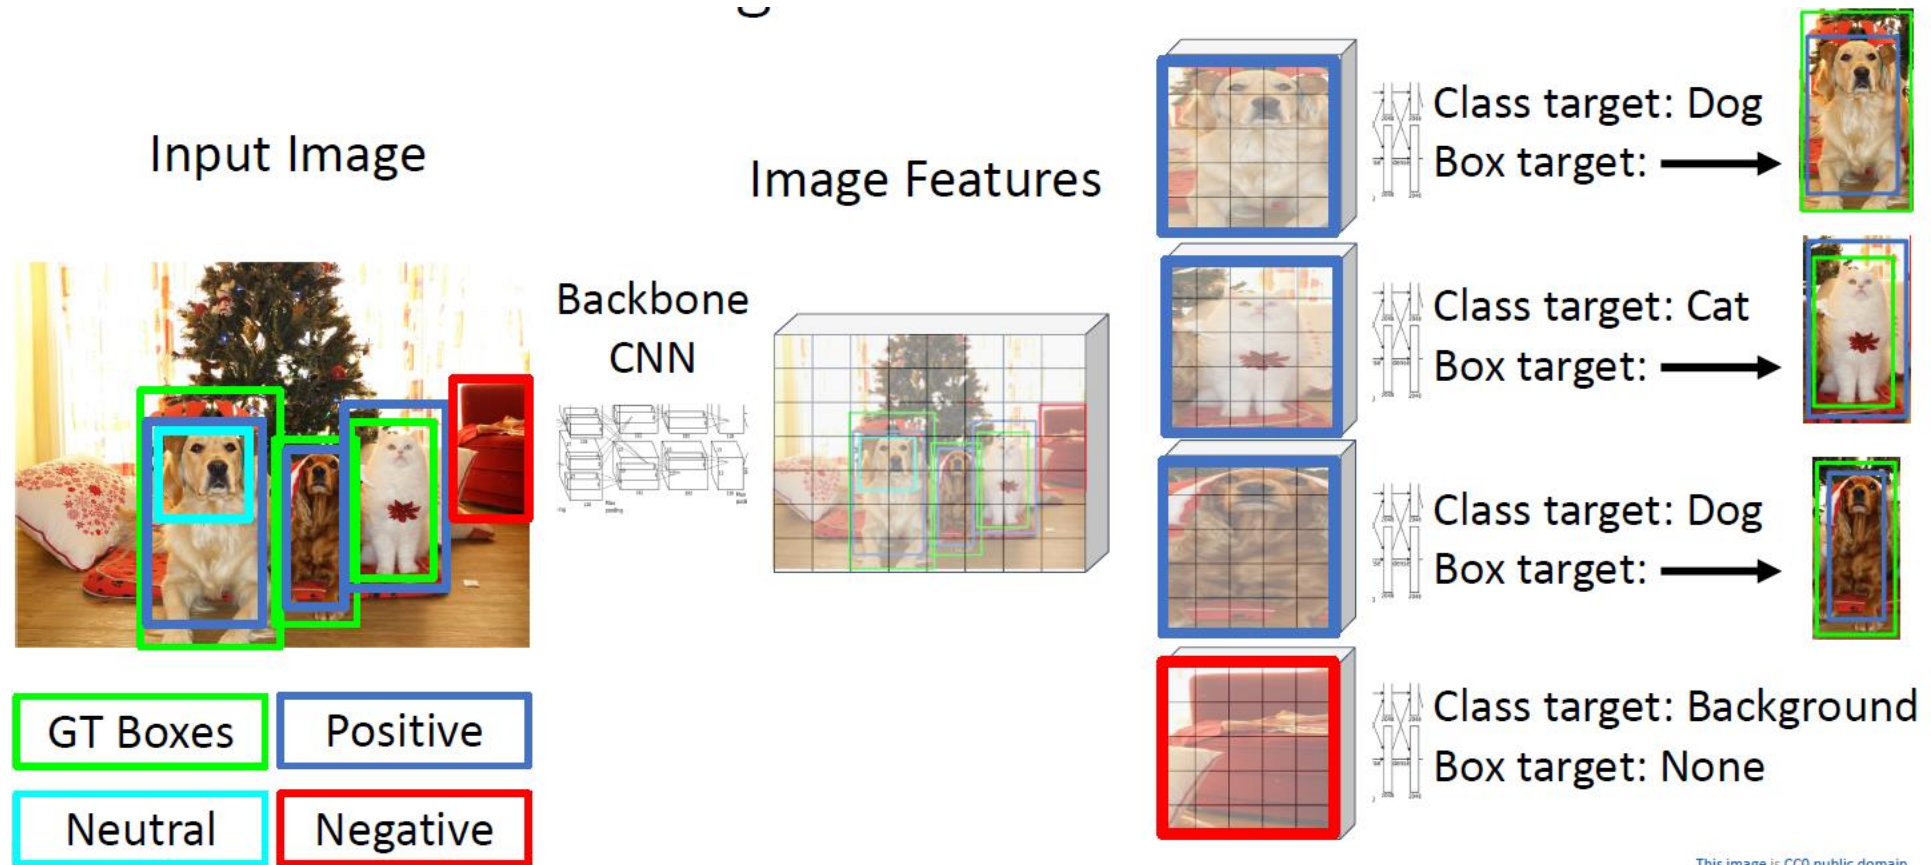 Input Image
Backbone
CNN
Image Features
Class target: Dog
Box target:
Class target: Cat
Box target:
Class target: Dog
Box target:
Class target: Background
Box target: None
GT Boxes
Positive
Neutral
Negative
This image is CC0 public domain